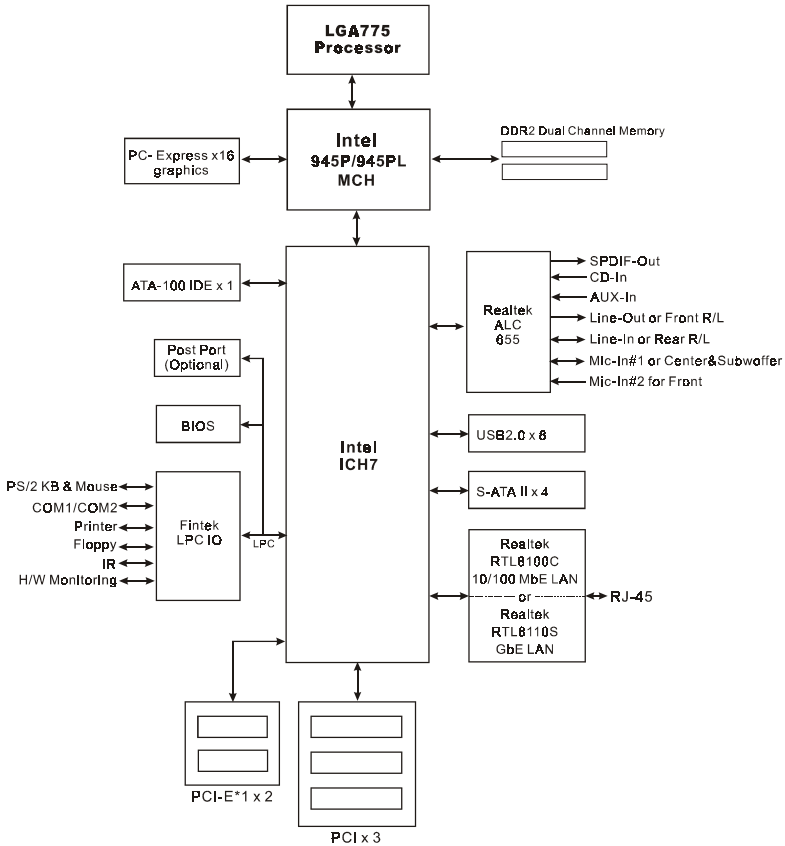 LGA775
Processor
Intel
945P/945PL
MCH
DDR2 Dual Channel Memory
PC- Express x16
graphics
ATA-100 IDE x 1
Post Port
(Optional)
BIOS
PS/2 KB & Mouse
COM1/COM2
Printer
Floppy
IR
H/W Monitoring
Fintek
LPC IO
LPC
Intel
ICH7
Realtek
ALC
655
SPDIF-Out
CD-In
AUX-In
Line-Out or Front R/L
Line-In or Rear R/L
Mic-In#1 or Center&Subwoffer
Mic-In#2 for Front
USB2.0 x 8
S-ATA II x 4
Realtek
RTL8100C
10/100 MbE LAN
or
Realtek
RTL8110S
GbE LAN
RJ-45
PCI-E*1 x 2
PCI x 3